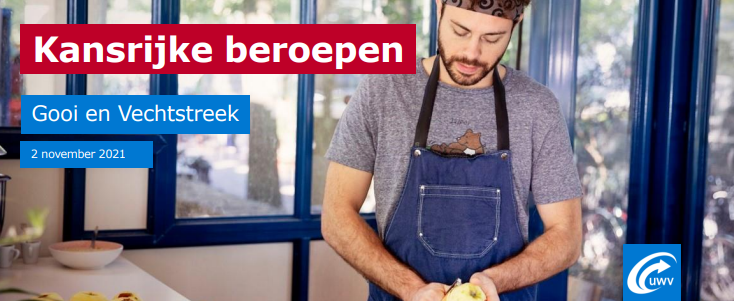 Kansrijke beroepen
Gooi en Vechtstreek
2 november 2021
uwv